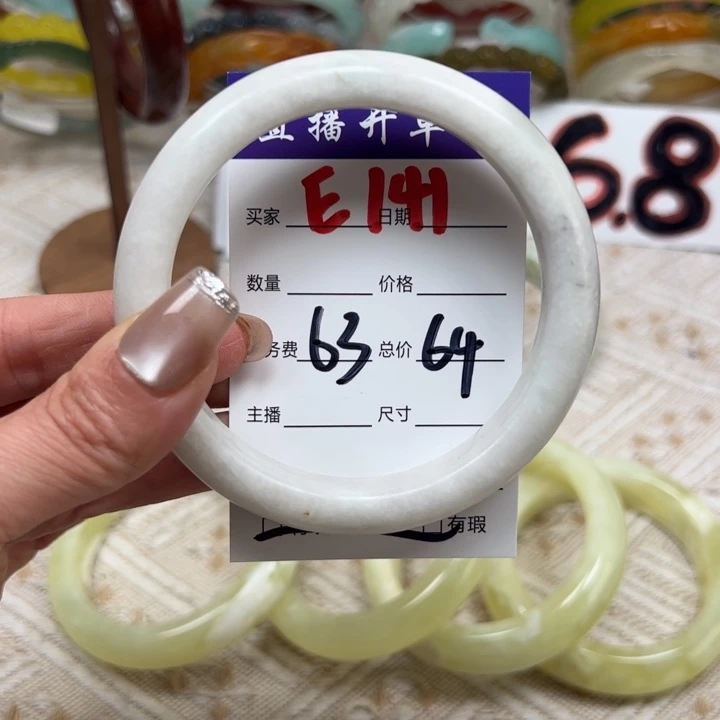 直播开单
6.8
买家 E141 日期
数量 价格
务费 63 总价 64
主播 尺寸
有瑕